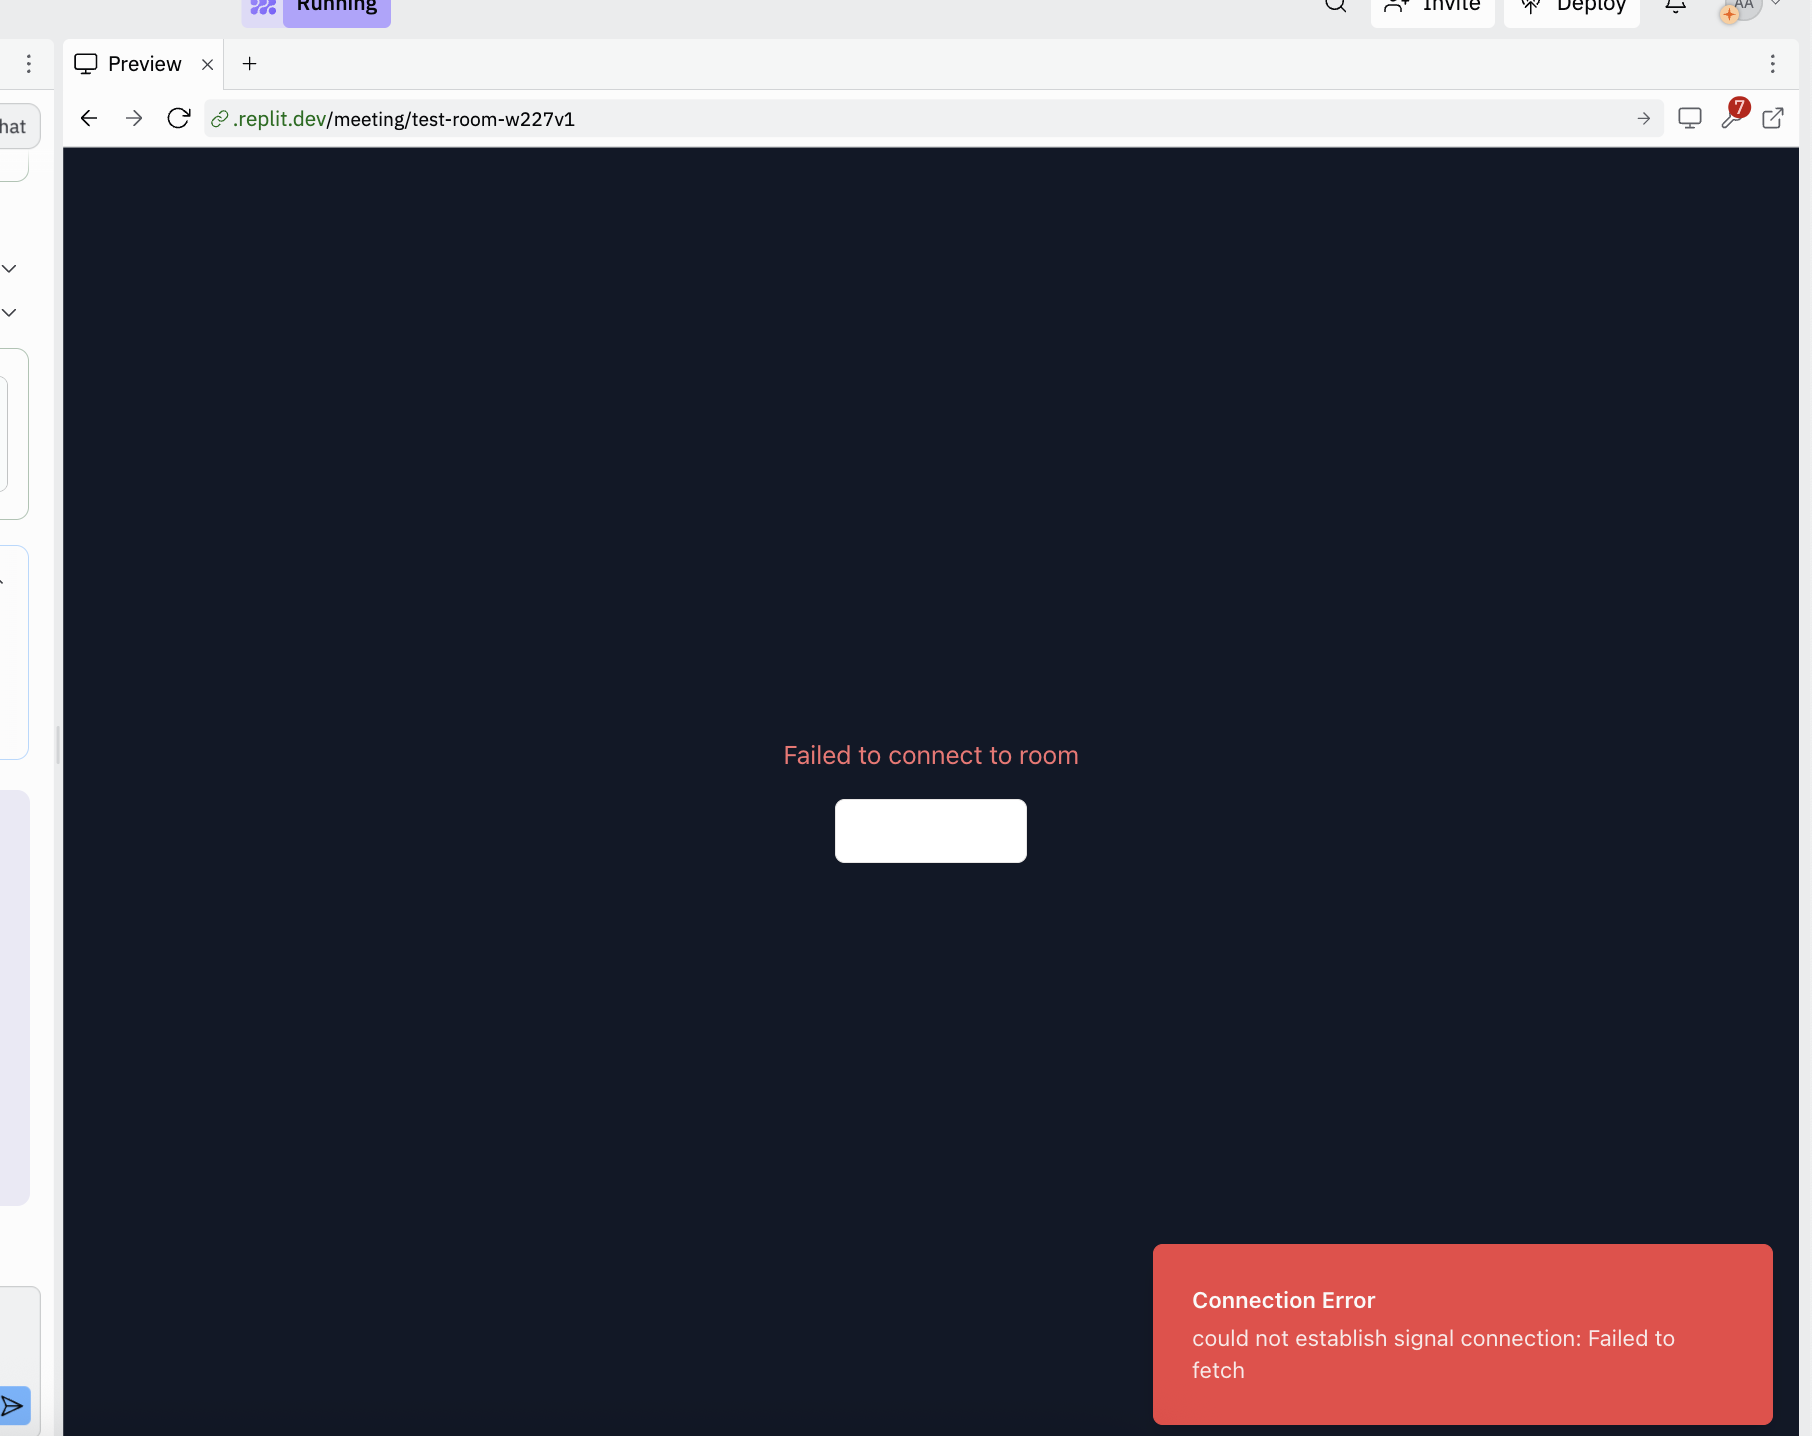 Running
Invite
Deploy
AA
Preview
hat
.replit.dev/meeting/test-room-w227v1
7
Failed to connect to room
Connection Error
could not establish signal connection: Failed to
fetch